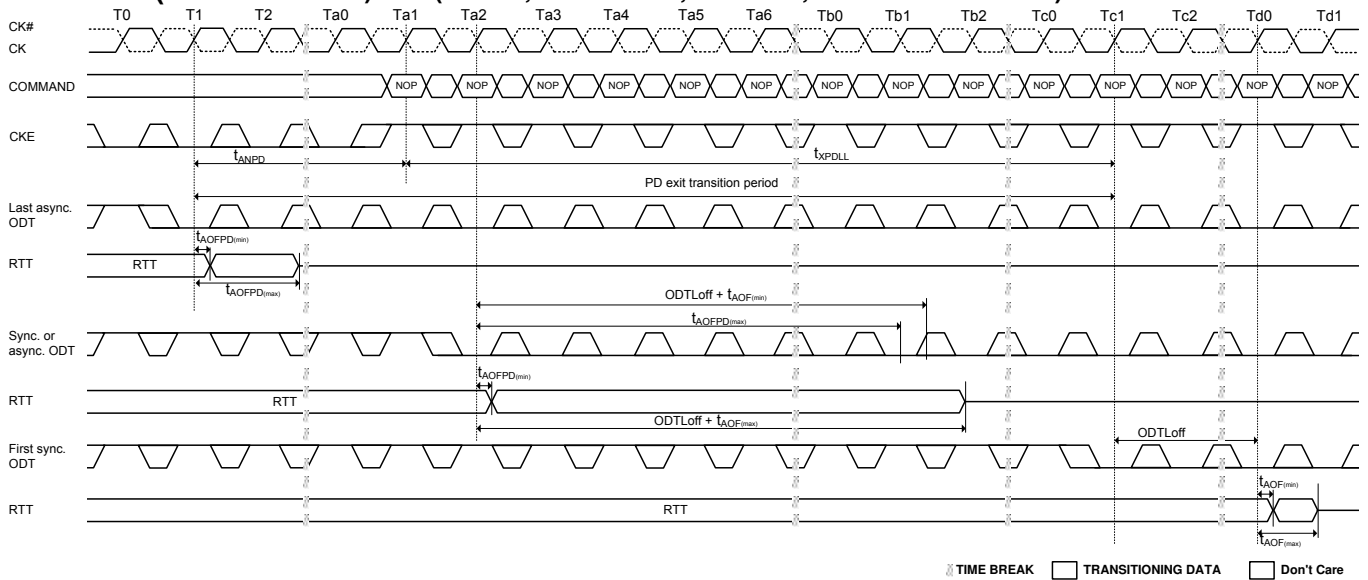 T0 T1 T2 Ta0 Ta1 Ta2 Ta3 Ta4 Ta5 Ta6 Tb0 Tb1 Tb2 Tc0 Tc1 Tc2 Td0 Td1
CK#
CK
COMMAND NOP NOP NOP NOP NOP NOP NOP NOP NOP NOP NOP NOP NOP NOP
CKE
tANPD tXPDLL
PD exit transition period
Last async.
ODT
tAOFPD(min)
RTT RTT
tAOFPD(max)
ODTLoff + tAOF(min)
tAOFPD(max)
Sync. or
async. ODT
tAOFPD(min)
RTT RTT
ODTLoff + tAOF(max)
First sync.
ODT
ODTLoff
tAOF(min)
RTT RTT
tAOF(max)
TIME BREAK TRANSITIONING DATA Don't Care